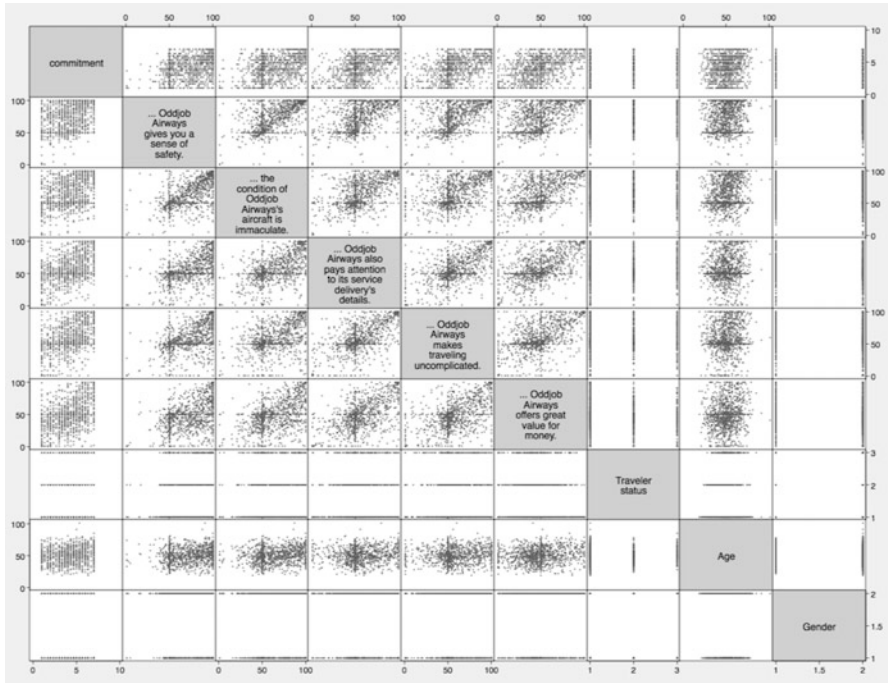 0 50 100 0 50 100 0 50 100 0 50 100
commitment
10
5
0
100
50
0
... Oddjob
Airways
gives you a
sense of
safety.
... the
condition of
Oddjob
Airways's
aircraft is
immaculate.
100
50
0
100
50
0
... Oddjob
Airways also
pays attention
to its service
delivery's
details.
100
50
0
... Oddjob
Airways
makes
traveling
uncomplicated.
100
50
0
100
50
0
... Oddjob
Airways
offers great
value for
money.
Traveler
status
3
2
1
100
50
0
Age
Gender
2
1.5
1
0 5 10 0 50 100 0 50 100 0 50 100 1 2 3 1 1.5 2